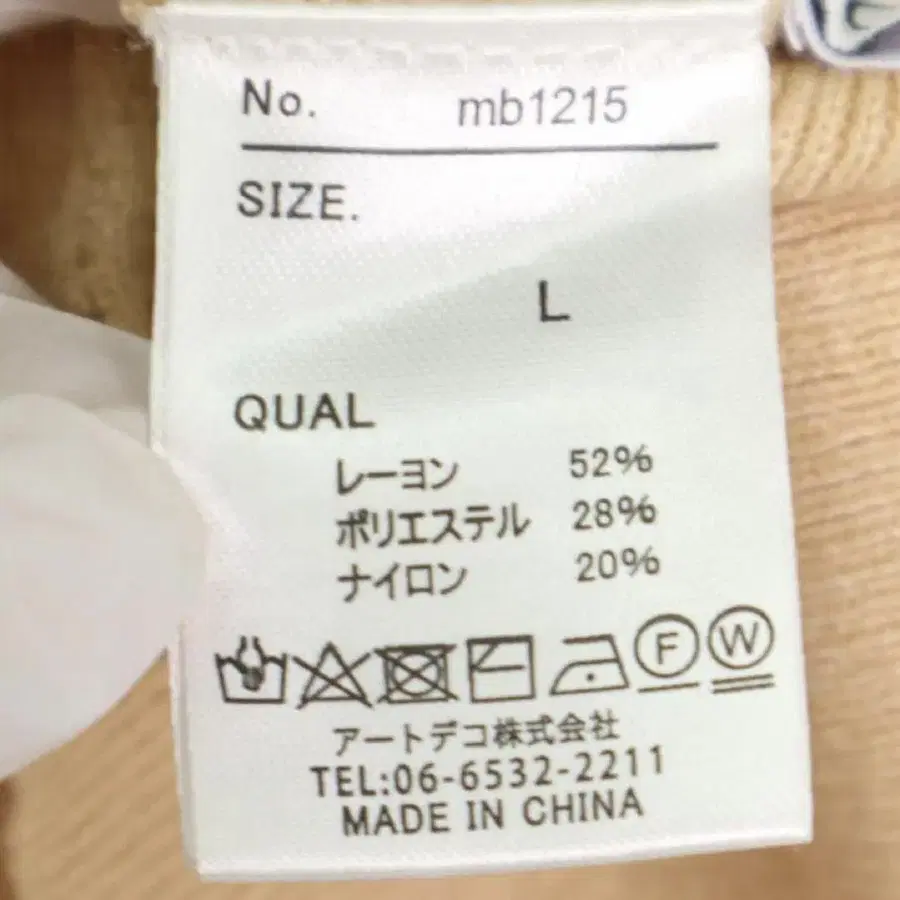 No. mb1215
SIZE.
L
QUAL
レーヨン 52%
ポリエステル 28%
ナイロン 20%
F W
アートデコ株式会社
TEL:06-6532-2211
MADE IN CHINA